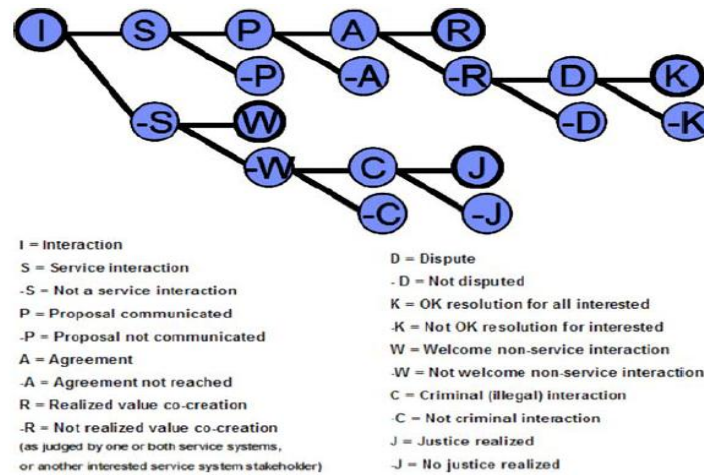 I S P A R
-P -A -R D K
-S W -D -K
-W C J
-C -J
I = Interaction
S = Service interaction
-S = Not a service interaction
P = Proposal communicated
-P = Proposal not communicated
A = Agreement
-A = Agreement not reached
R = Realized value co-creation
-R = Not realized value co-creation
(as judged by one or both service systems,
or another interested service system stakeholder)
D = Dispute
- D = Not disputed
K = OK resolution for all interested
-K = Not OK resolution for interested
W = Welcome non-service interaction
-W = Not welcome non-service interaction
C = Criminal (illegal) interaction
-C = Not criminal interaction
J = Justice realized
-J = No justice realized